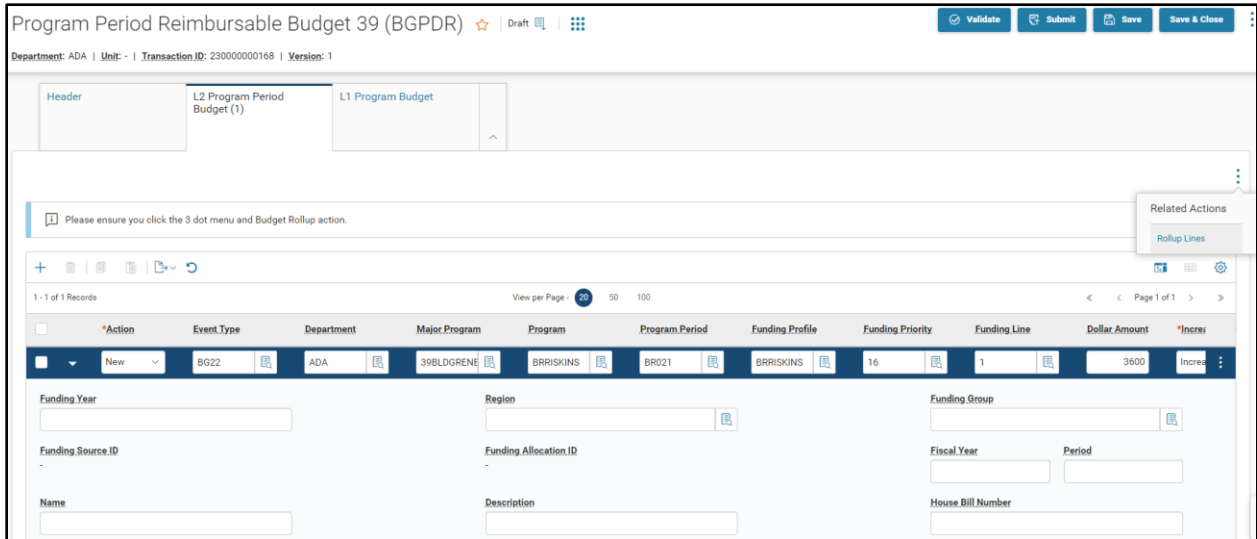 Program Period Reimbursable Budget 39 (BGPDR) Draft Validate Submit Save Save & Close
Department: ADA | Unit: - | Transaction ID: 230000000168 | Version: 1
Header
L2 Program Period
Budget (1)
L1 Program Budget
Please ensure you click the 3 dot menu and Budget Rollup action.
Related Actions
Rollup Lines
1 - 1 of 1 Records View per Page - 20 50 100 Page 1 of 1
*Action Event Type Department Major Program Program Program Period Funding Profile Funding Priority Funding Line Dollar Amount *Increa
New BG22 ADA 39BLDGRENE BRRISKINS BR021 BRRISKINS 16 1 3600 Increa
Funding Year Region Funding Group
Funding Source ID Funding Allocation ID Fiscal Year Period
- -
Name Description House Bill Number